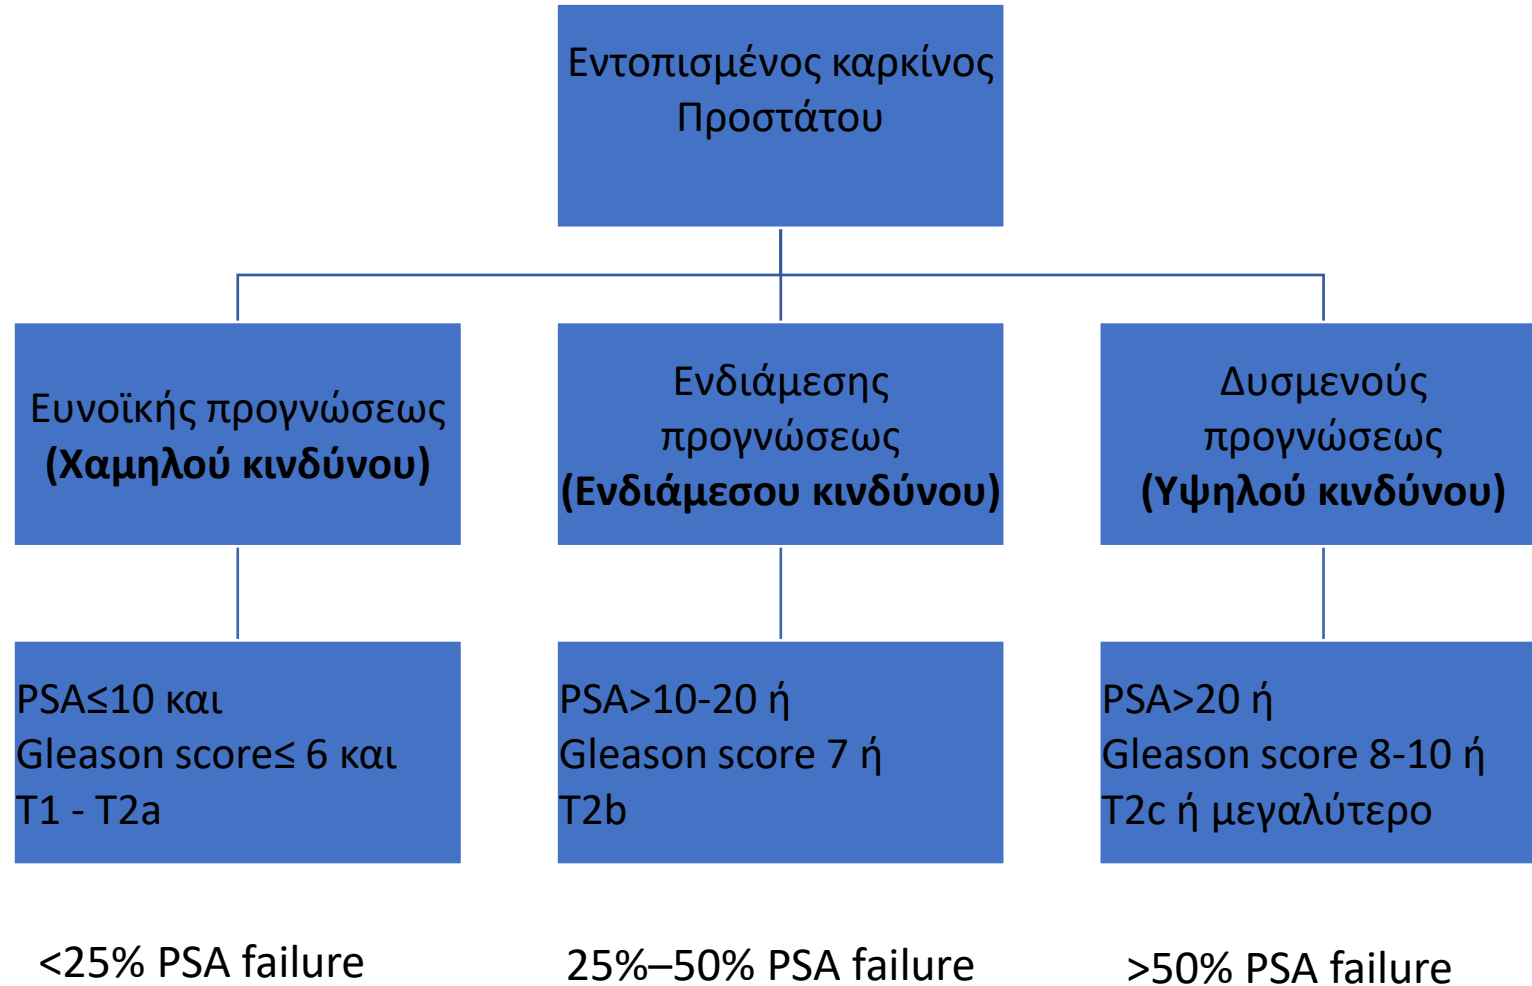 Εντοπισμένος καρκίνος
Προστάτου
Ευνοϊκής προγνώσεως
(Χαμηλού κινδύνου)
Ενδιάμεσης
προγνώσεως
(Ενδιάμεσου κινδύνου)
Δυσμενούς
προγνώσεως
(Υψηλού κινδύνου)
PSA≤10 και
Gleason score≤ 6 και
T1 - T2a
PSA>10-20 ή
Gleason score 7 ή
T2b
PSA>20 ή
Gleason score 8-10 ή
T2c ή μεγαλύτερο
<25% PSA failure
25%–50% PSA failure
>50% PSA failure